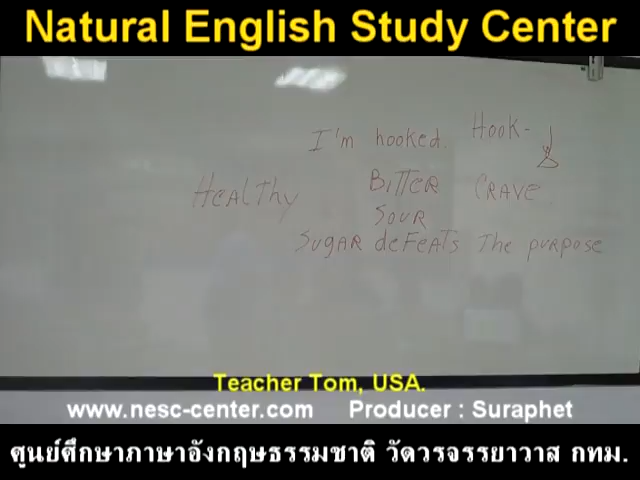 Natural English Study Center
I'm hooked. Hook-
Healthy BITTER CRAVE
SOUR
SUGAR deFeATs The puRpose
Teacher Tom, USA.
www.nesc-center.com Producer : Suraphet
ศูนย์ศึกษาภาษาอังกฤษธรรมชาติ วัดวรจรรยาวาส กทม.